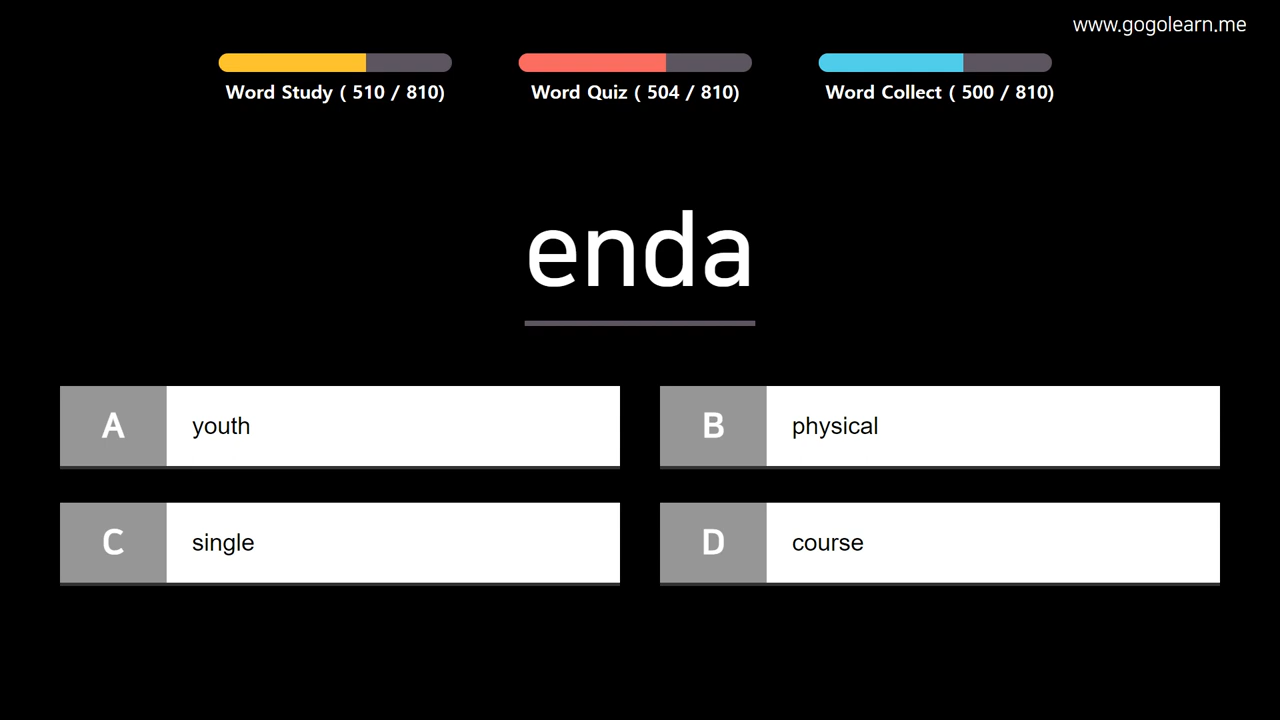 www.gogolearn.me
Word Study ( 510 / 810)
Word Quiz ( 504 / 810)
Word Collect ( 500 / 810)
enda
A youth
B physical
C single
D course